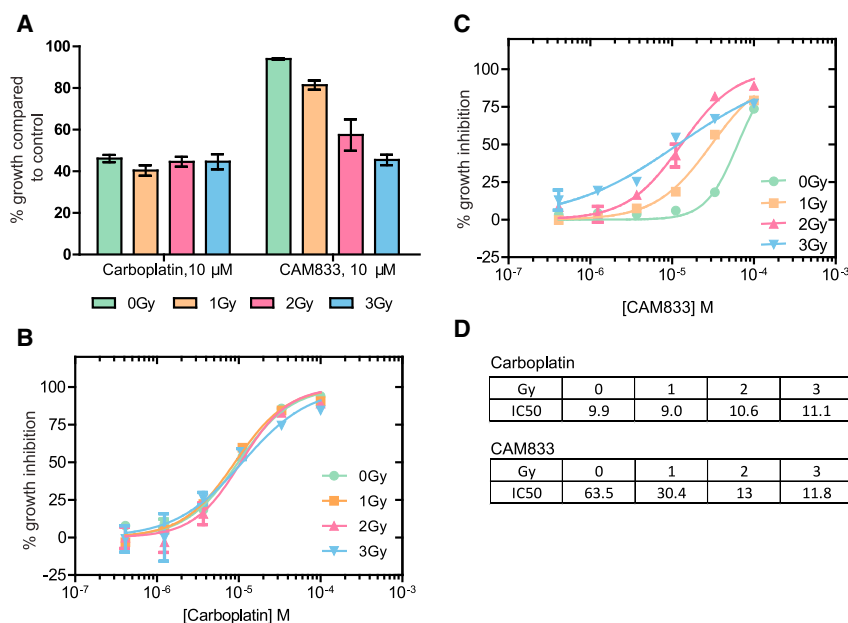 A
% growth compared
to control
100
80
60
40
20
0
Carboplatin,10 µM
CAM833, 10 µM
0Gy
1Gy
2Gy
3Gy
B
% growth inhibition
100
75
50
25
0
-25
10-7
10-6
10-5
10-4
10-3
[Carboplatin] M
0Gy
1Gy
2Gy
3Gy
C
% growth inhibition
100
75
50
25
0
-25
10-7
10-6
10-5
10-4
10-3
[CAM833] M
0Gy
1Gy
2Gy
3Gy
D
Carboplatin
Gy 0 1 2 3
IC50 9.9 9.0 10.6 11.1
CAM833
Gy 0 1 2 3
IC50 63.5 30.4 13 11.8